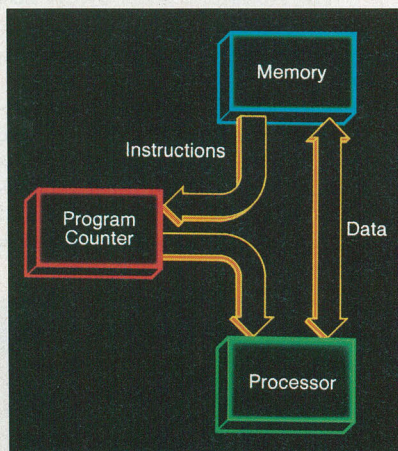 Memory
Instructions
Program
Counter
Data
Processor